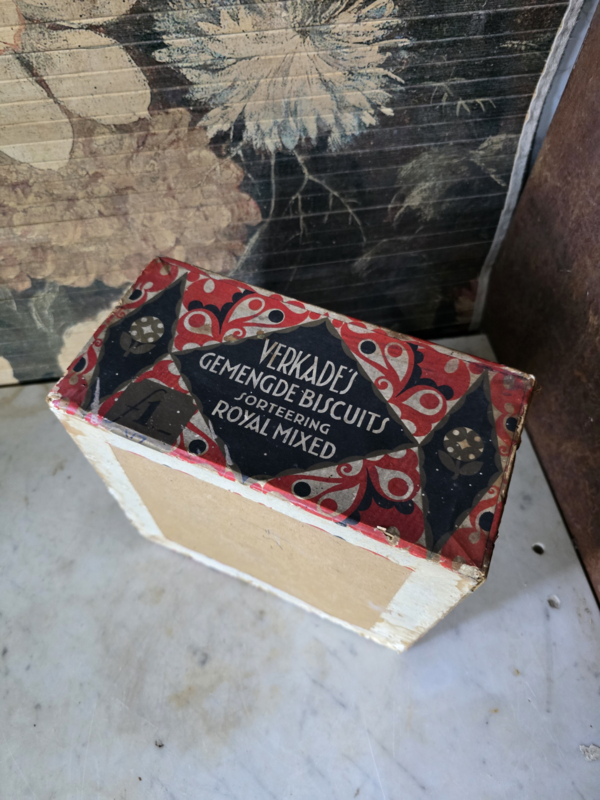 VERKADE'S
GEMENGDE BISCUITS
SORTEERING
ROYAL MIXED